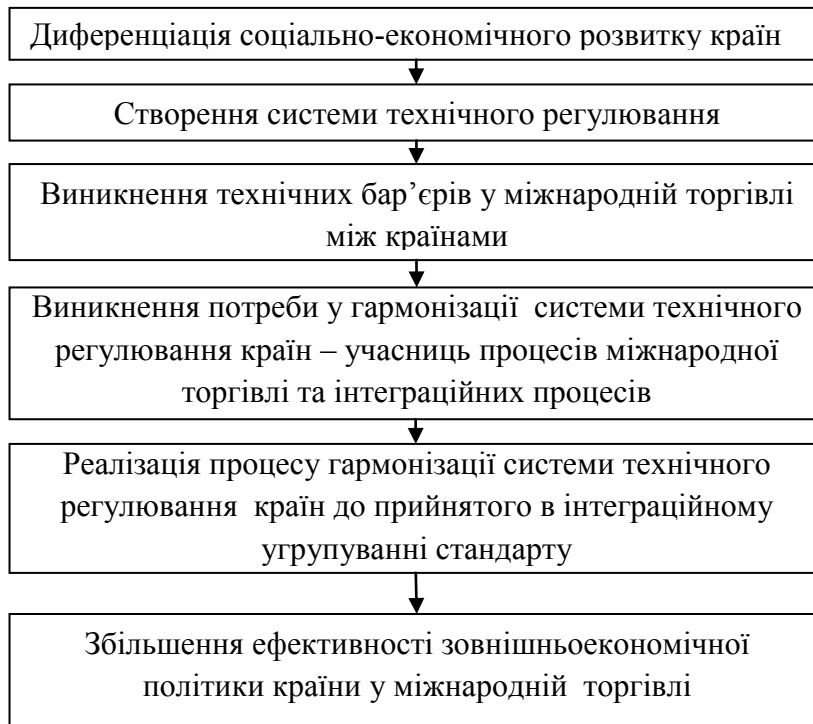 Диференціація соціально-економічного розвитку країн
Створення системи технічного регулювання
Виникнення технічних бар’єрів у міжнародній торгівлі
між країнами
Виникнення потреби у гармонізації системи технічного
регулювання країн – учасниць процесів міжнародної
торгівлі та інтеграційних процесів
Реалізація процесу гармонізації системи технічного
регулювання країн до прийнятого в інтеграційному
угрупуванні стандарту
Збільшення ефективності зовнішньоекономічної
політики країни у міжнародній торгівлі